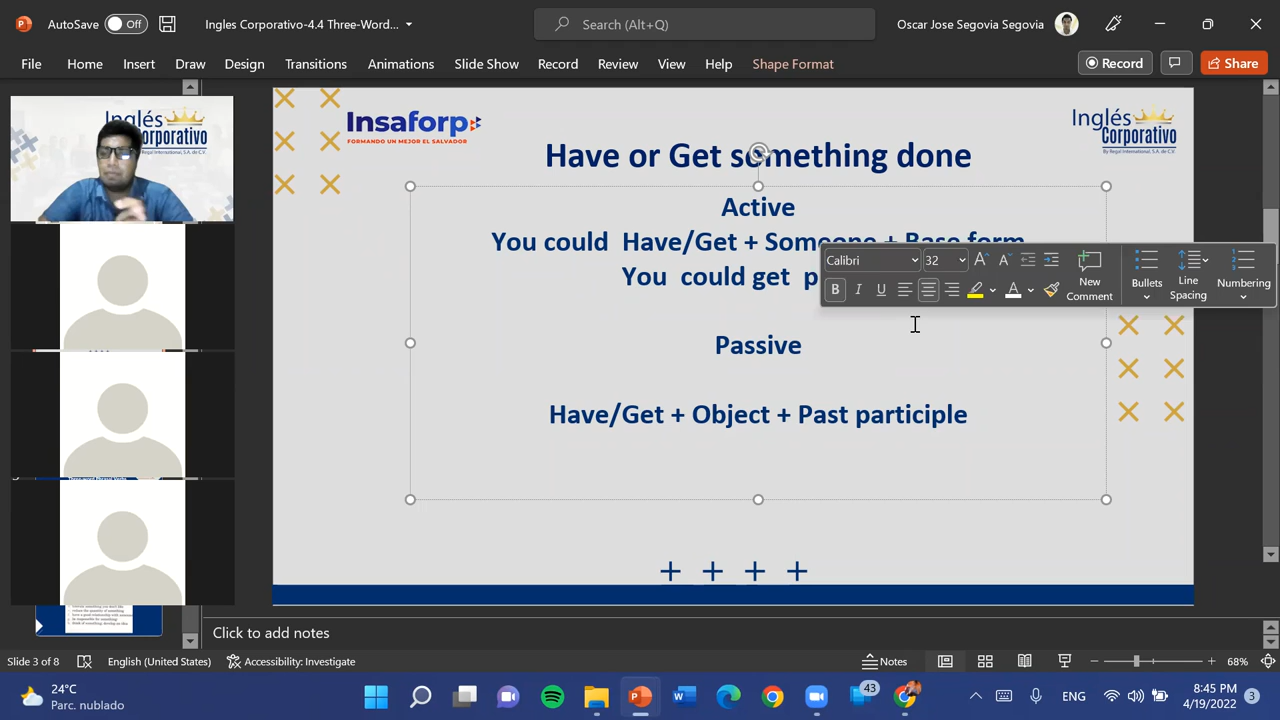 AutoSave Off Ingles Corporativo-4.4 Three-Word... Search (Alt+Q) Oscar Jose Segovia Segovia
File Home Insert Draw Design Transitions Animations Slide Show Record Review View Help Shape Format Record Share
Inglés
Corporativo
Insaforp
FORMANDO UN MEJOR EL SALVADOR
Inglés
Corporativo
By Regal International, S.A. de C.V.
Have or Get something done
Active
You could Have/Get + Someone + Base form
You could get p
Calibri 32
B I U
New
Comment
Bullets
Line
Spacing
Numbering
Passive
Have/Get + Object + Past participle
+ + + +
Click to add notes
Slide 3 of 8 English (United States) Accessibility: Investigate Notes 68%
24°C
Parc. nublado
43
ENG
8:45 PM
4/19/2022
3